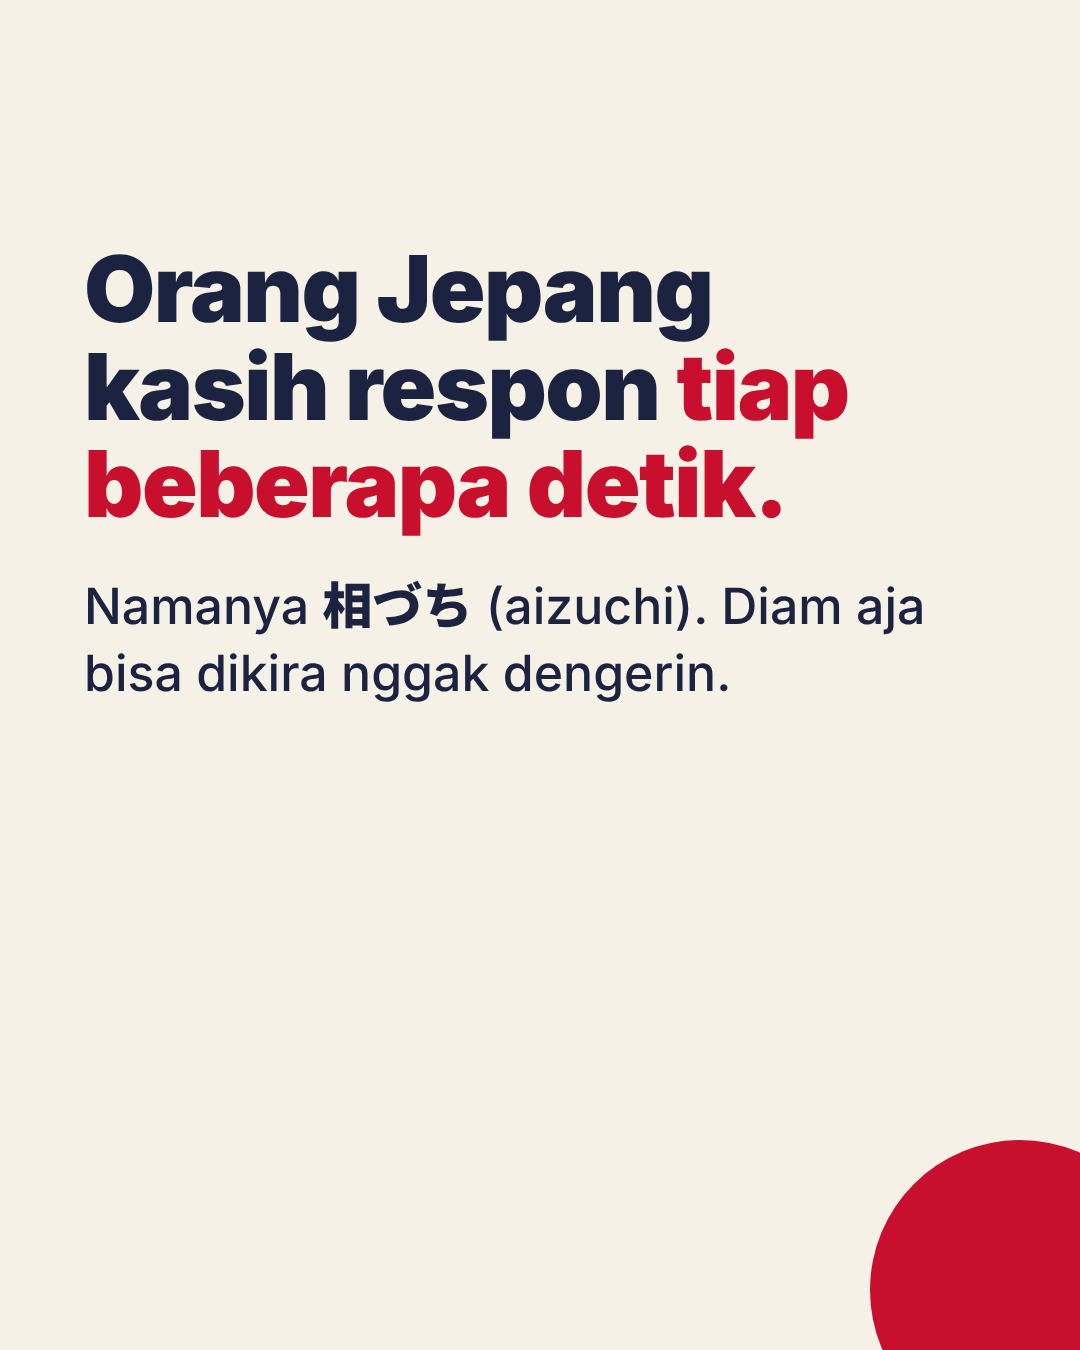 Orang Jepang
kasih respon tiap
beberapa detik.
Namanya 相づち (aizuchi). Diam aja
bisa dikira nggak dengerin.